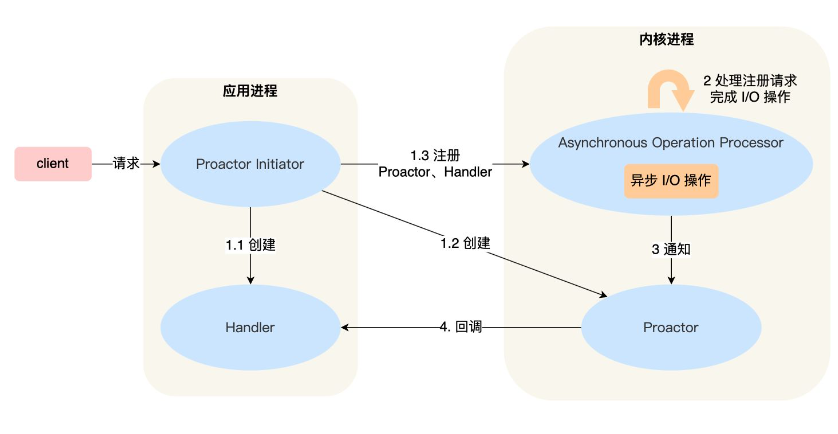 内核进程
应用进程
2 处理注册请求
完成 I/O 操作
client
请求
Proactor Initiator
1.3 注册
Proactor、Handler
Asynchronous Operation Processor
异步 I/O 操作
1.1 创建
1.2 创建
3 通知
Handler
4. 回调
Proactor